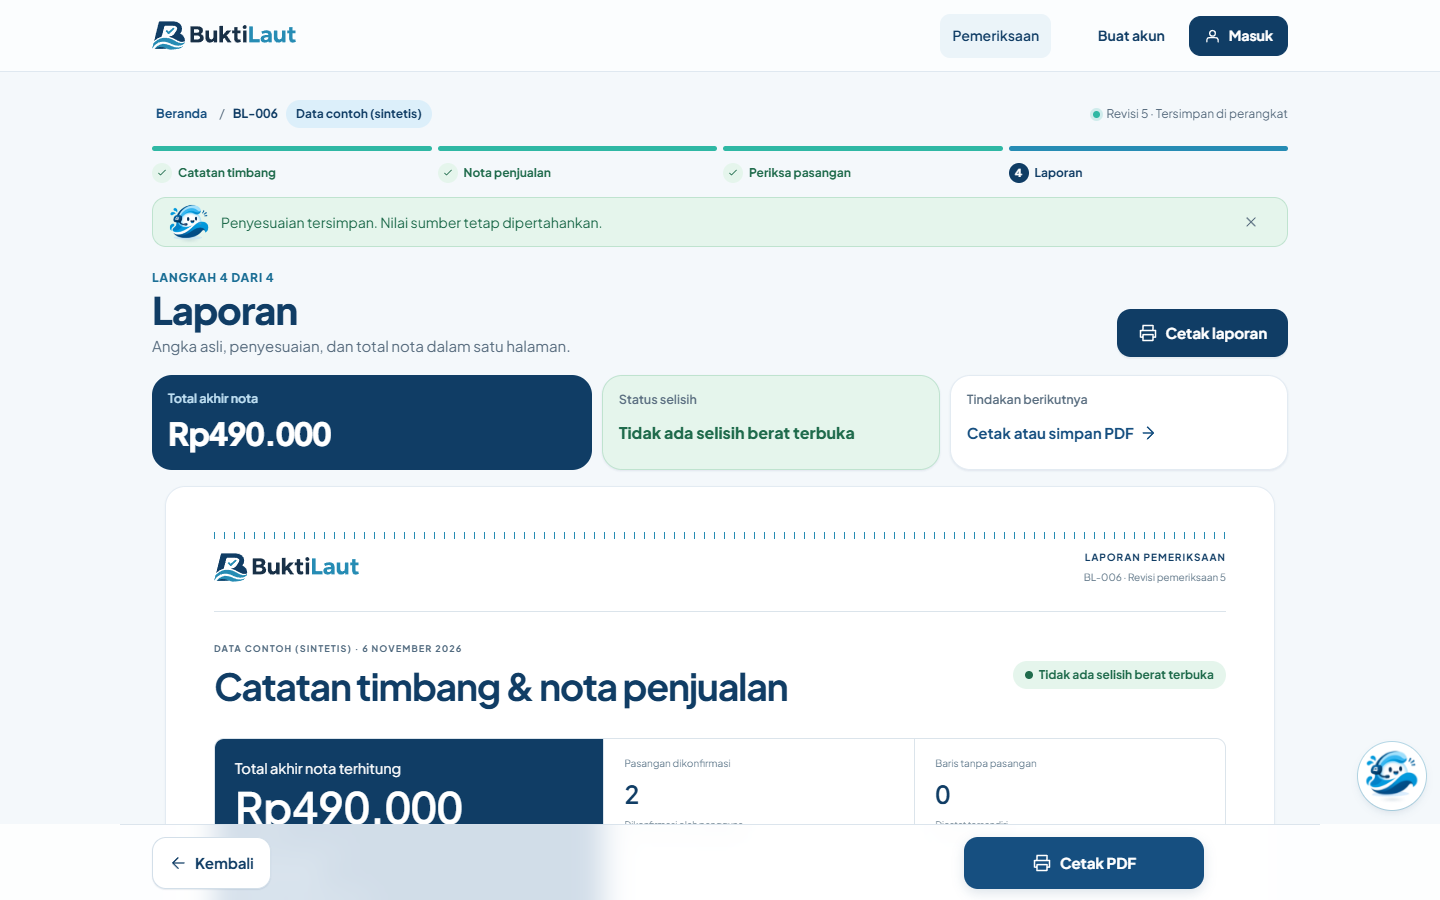 BuktiLaut
Pemeriksaan
Buat akun
Masuk
Beranda / BL-006 Data contoh (sintetis)
Revisi 5 · Tersimpan di perangkat
Catatan timbang
Nota penjualan
Periksa pasangan
4 Laporan
Penyesuaian tersimpan. Nilai sumber tetap dipertahankan.
LANGKAH 4 DARI 4
Laporan
Angka asli, penyesuaian, dan total nota dalam satu halaman.
Cetak laporan
Total akhir nota
Rp490.000
Status selisih
Tidak ada selisih berat terbuka
Tindakan berikutnya
Cetak atau simpan PDF
BuktiLaut
LAPORAN PEMERIKSAAN
BL-006 · Revisi pemeriksaan 5
DATA CONTOH (SINTETIS) · 6 NOVEMBER 2026
Catatan timbang & nota penjualan
Tidak ada selisih berat terbuka
Total akhir nota terhitung
Rp490.000
Pasangan dikonfirmasi
2
Baris tanpa pasangan
0
Kembali
Cetak PDF